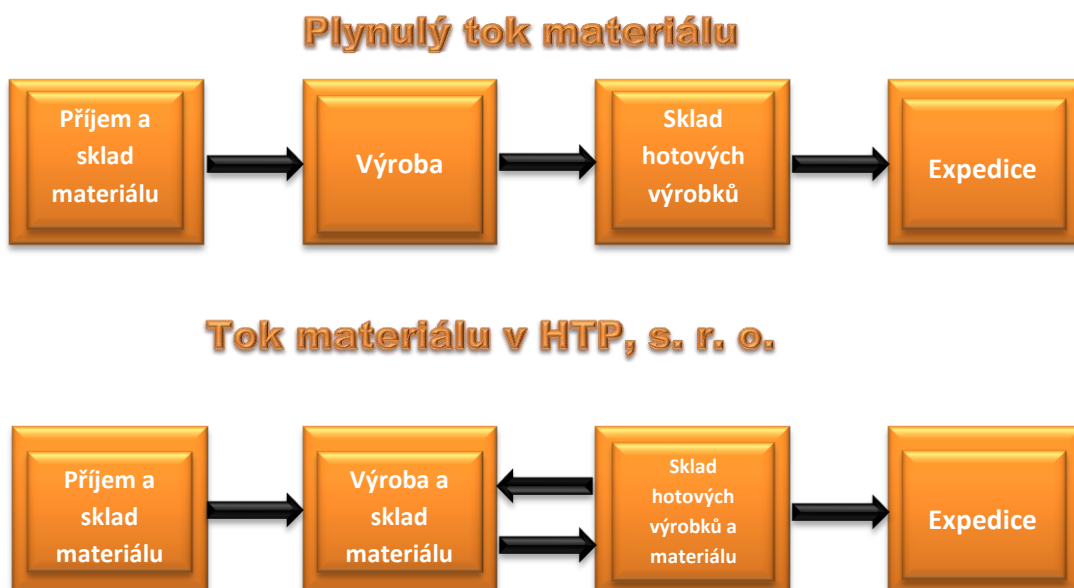 Plynulý tok materiálu
Příjem a
sklad
materiálu
Výroba
Sklad
hotových
výrobků
Expedice
Tok materiálu v HTP, s. r. o.
Příjem a
sklad
materiálu
Výroba a
sklad
materiálu
Sklad
hotových
výrobků a
materiálu
Expedice